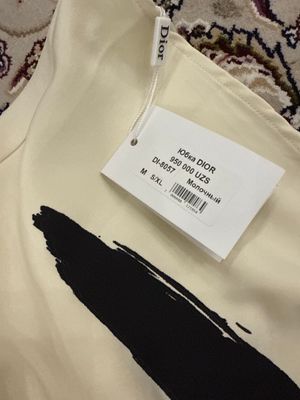 Dior
Юбка DIOR
950 000 UZS
DI-8057
M S/XL Молочный